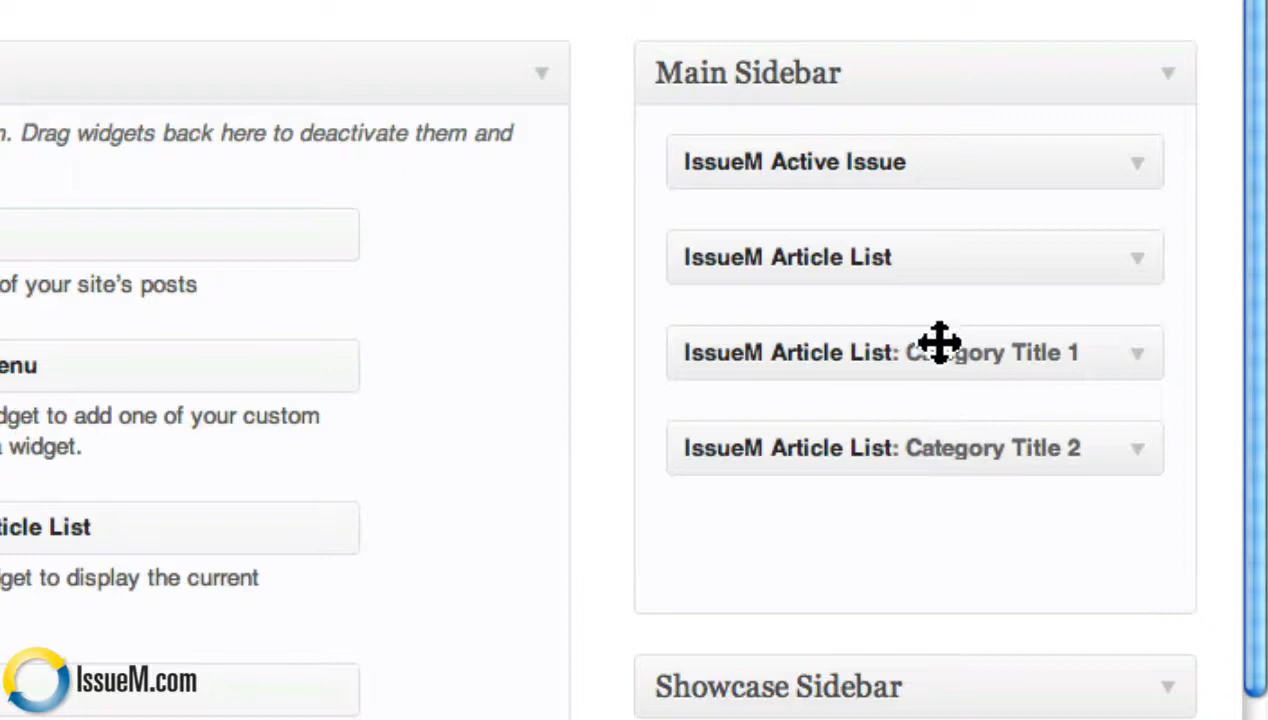 Main Sidebar
n. Drag widgets back here to deactivate them and
IssueM Active Issue
of your site's posts
IssueM Article List
enu
IssueM Article List: Category Title 1
dget to add one of your custom
a widget.
IssueM Article List: Category Title 2
ticle List
get to display the current
IssueM.com
Showcase Sidebar